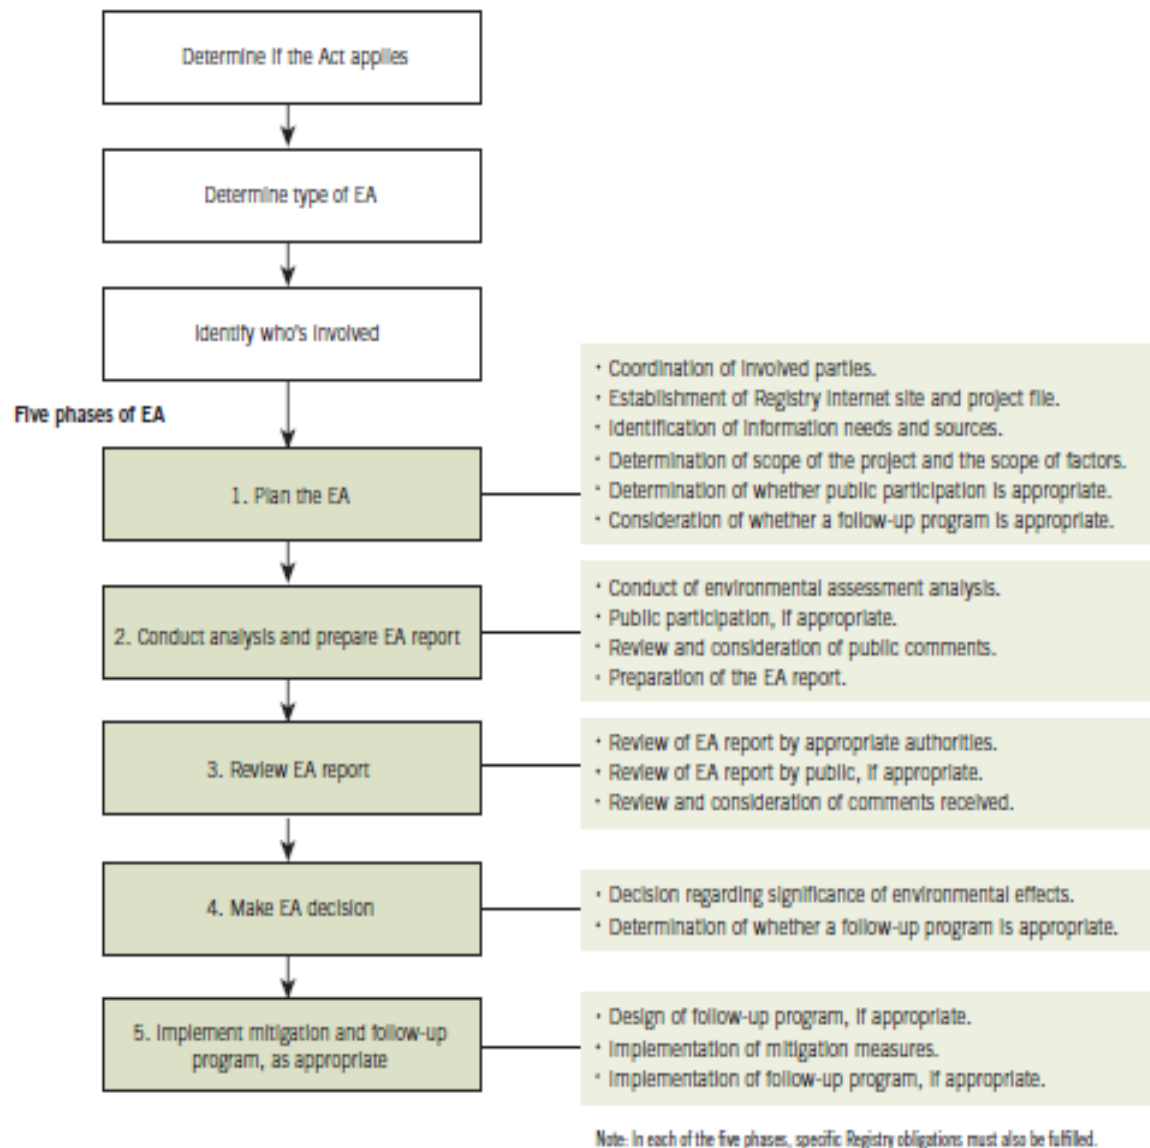 Determine if the Act applies
Determine type of EA
Identify who's involved
Five phases of EA
1. Plan the EA
• Coordination of involved parties.
• Establishment of Registry Internet site and project file.
• Identification of information needs and sources.
• Determination of scope of the project and the scope of factors.
• Determination of whether public participation is appropriate.
• Consideration of whether a follow-up program is appropriate.
2. Conduct analysis and prepare EA report
• Conduct of environmental assessment analysis.
• Public participation, if appropriate.
• Review and consideration of public comments.
• Preparation of the EA report.
3. Review EA report
• Review of EA report by appropriate authorities.
• Review of EA report by public, if appropriate.
• Review and consideration of comments received.
4. Make EA decision
• Decision regarding significance of environmental effects.
• Determination of whether a follow-up program is appropriate.
5. Implement mitigation and follow-up
program, as appropriate
• Design of follow-up program, if appropriate.
• Implementation of mitigation measures.
• Implementation of follow-up program, if appropriate.
Note: In each of the five phases, specific Registry obligations must also be fulfilled.